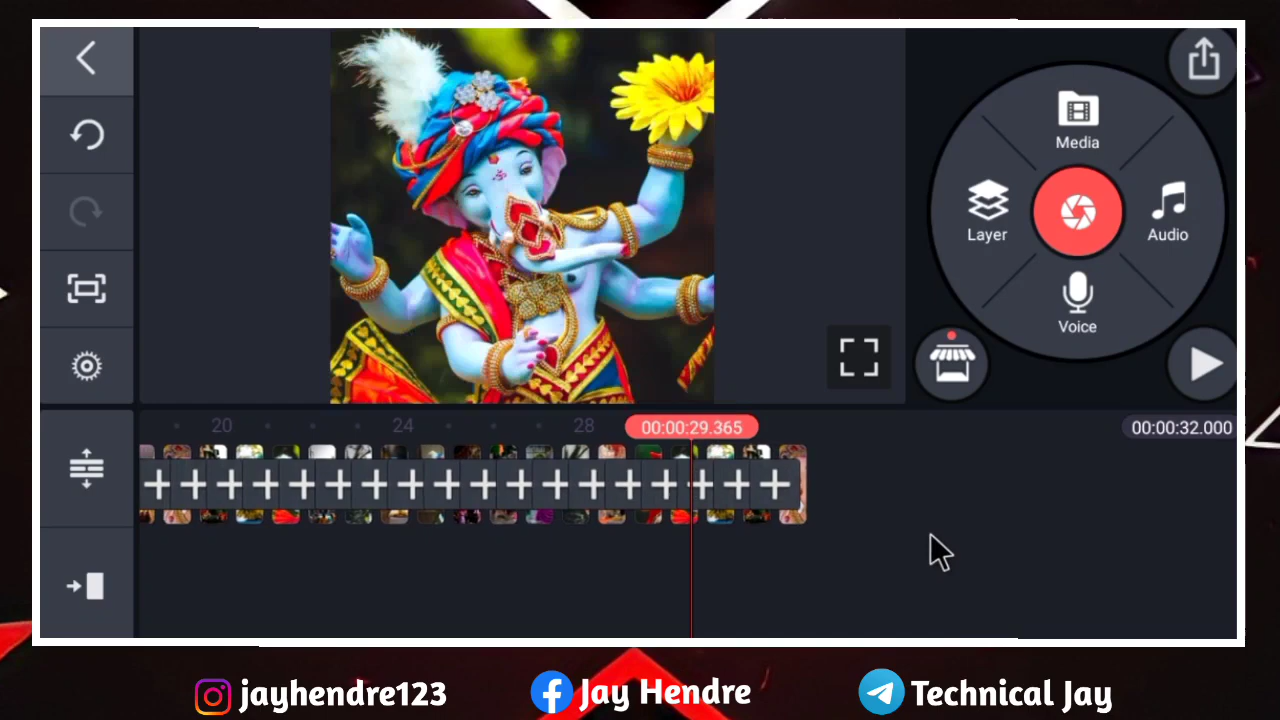 Media
Layer
Audio
Voice
20
24
28
00:00:29.365
00:00:32.000
jayhendre123
Jay Hendre
Technical Jay